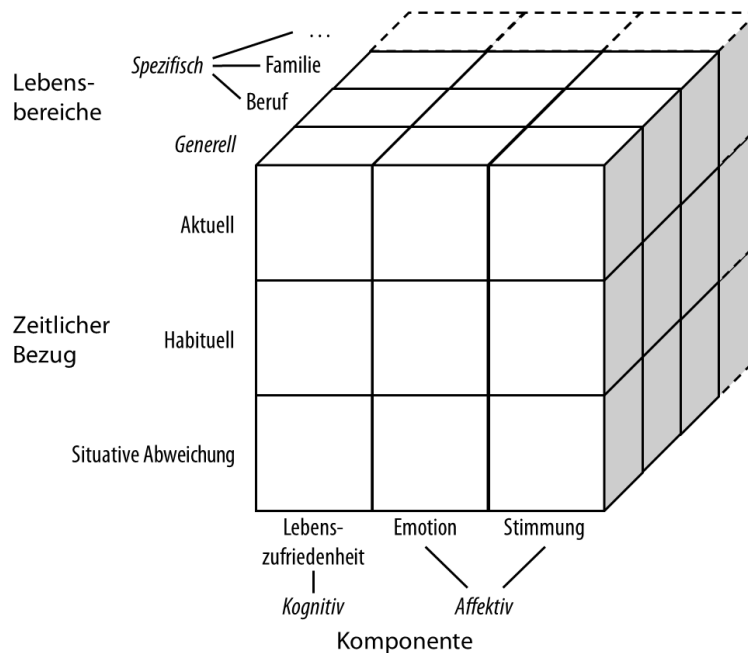 …
Spezifisch
Familie
Lebens-
bereiche
Beruf
Generell
Aktuell
Zeitlicher
Bezug
Habituell
Situative Abweichung
Lebens-
zufriedenheit
Emotion
Stimmung
Kognitiv
Affektiv
Komponente